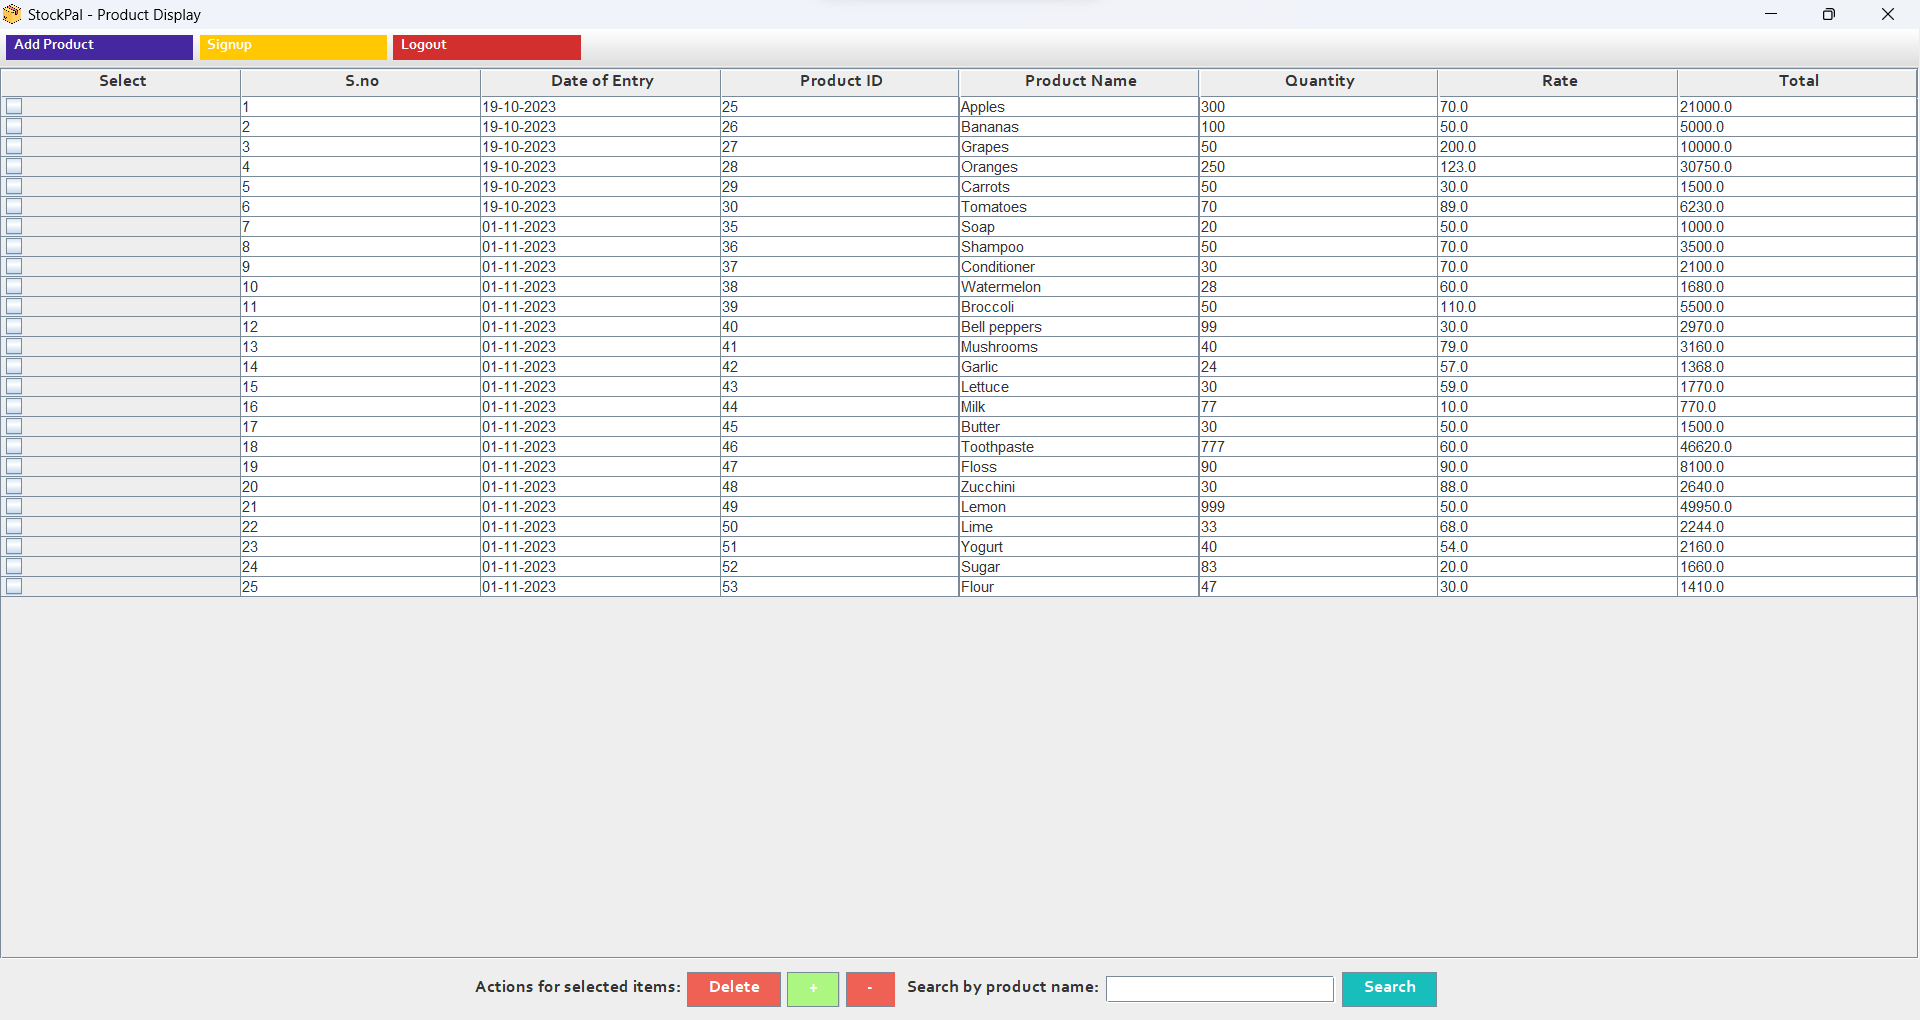 StockPal - Product Display
Add Product Signup Logout
Select S.no Date of Entry Product ID Product Name Quantity Rate Total
1 19-10-2023 25 Apples 300 70.0 21000.0
2 19-10-2023 26 Bananas 100 50.0 5000.0
3 19-10-2023 27 Grapes 50 200.0 10000.0
4 19-10-2023 28 Oranges 250 123.0 30750.0
5 19-10-2023 29 Carrots 50 30.0 1500.0
6 19-10-2023 30 Tomatoes 70 89.0 6230.0
7 01-11-2023 35 Soap 20 50.0 1000.0
8 01-11-2023 36 Shampoo 50 70.0 3500.0
9 01-11-2023 37 Conditioner 30 70.0 2100.0
10 01-11-2023 38 Watermelon 28 60.0 1680.0
11 01-11-2023 39 Broccoli 50 110.0 5500.0
12 01-11-2023 40 Bell peppers 99 30.0 2970.0
13 01-11-2023 41 Mushrooms 40 79.0 3160.0
14 01-11-2023 42 Garlic 24 57.0 1368.0
15 01-11-2023 43 Lettuce 30 59.0 1770.0
16 01-11-2023 44 Milk 77 10.0 770.0
17 01-11-2023 45 Butter 30 50.0 1500.0
18 01-11-2023 46 Toothpaste 777 60.0 46620.0
19 01-11-2023 47 Floss 90 90.0 8100.0
20 01-11-2023 48 Zucchini 30 88.0 2640.0
21 01-11-2023 49 Lemon 999 50.0 49950.0
22 01-11-2023 50 Lime 33 68.0 2244.0
23 01-11-2023 51 Yogurt 40 54.0 2160.0
24 01-11-2023 52 Sugar 83 20.0 1660.0
25 01-11-2023 53 Flour 47 30.0 1410.0
Actions for selected items: Delete + - Search by product name: Search